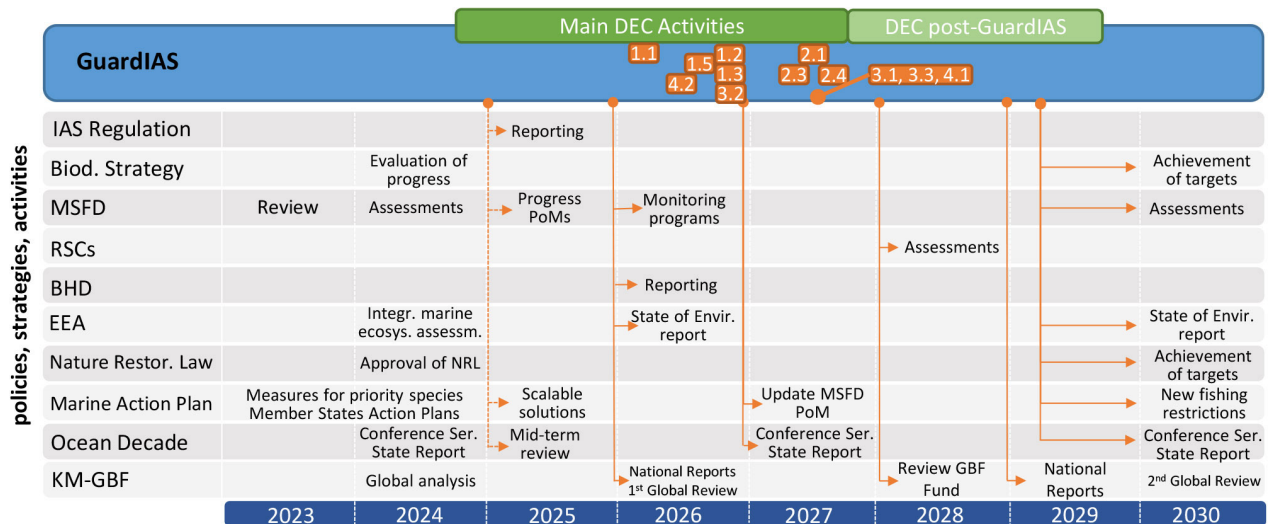 Main DEC Activities
DEC post-GuardIAS
GuardIAS
1.1
1.2
2.1
1.5
1.3
2.3
2.4
3.1, 3.3, 4.1
4.2
3.2
policies, strategies, activities
IAS Regulation
Reporting
Biod. Strategy
Evaluation of
progress
Achievement
of targets
MSFD
Review
Assessments
Progress
PoMs
Monitoring
programs
Assessments
RSCs
Assessments
BHD
Reporting
EEA
Integr. marine
ecosys. assessm.
State of Envir.
report
State of Envir.
report
Nature Restor. Law
Approval of NRL
Achievement
of targets
Marine Action Plan
Measures for priority species
Member States Action Plans
Scalable
solutions
Update MSFD
PoM
New fishing
restrictions
Ocean Decade
Conference Ser.
State Report
Mid-term
review
Conference Ser.
State Report
Conference Ser.
State Report
KM-GBF
Global analysis
National Reports
1st Global Review
Review GBF
Fund
National
Reports
2nd Global Review
2023
2024
2025
2026
2027
2028
2029
2030